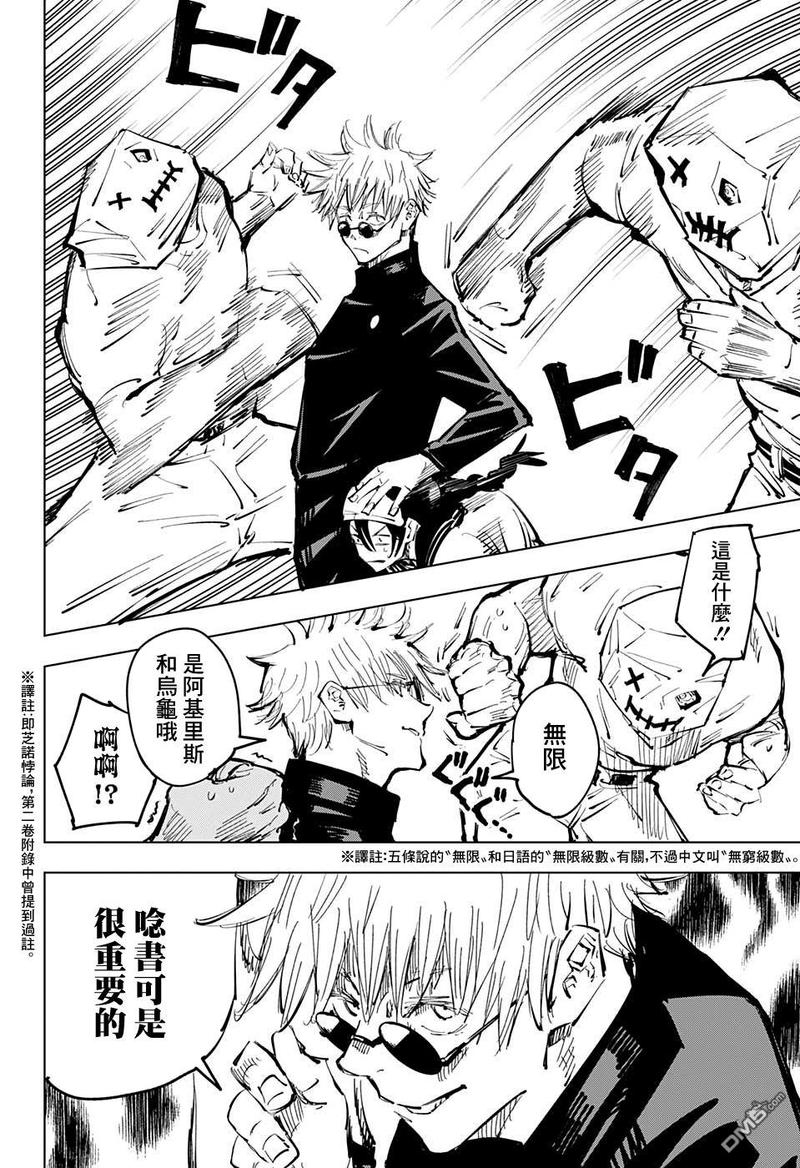 ビタ
ビタ
這是什麼!!
無限
ぐぐ…
是阿基里斯
和烏龜哦
啊啊!?
※譯註:五條說的〝無限〟和日語的〝無限級數〟有關,不過中文叫〝無窮級數〟。
※譯註:即芝諾悖論,第二卷附錄中曾提到過註。
唸書可是
很重要的
DM5.com